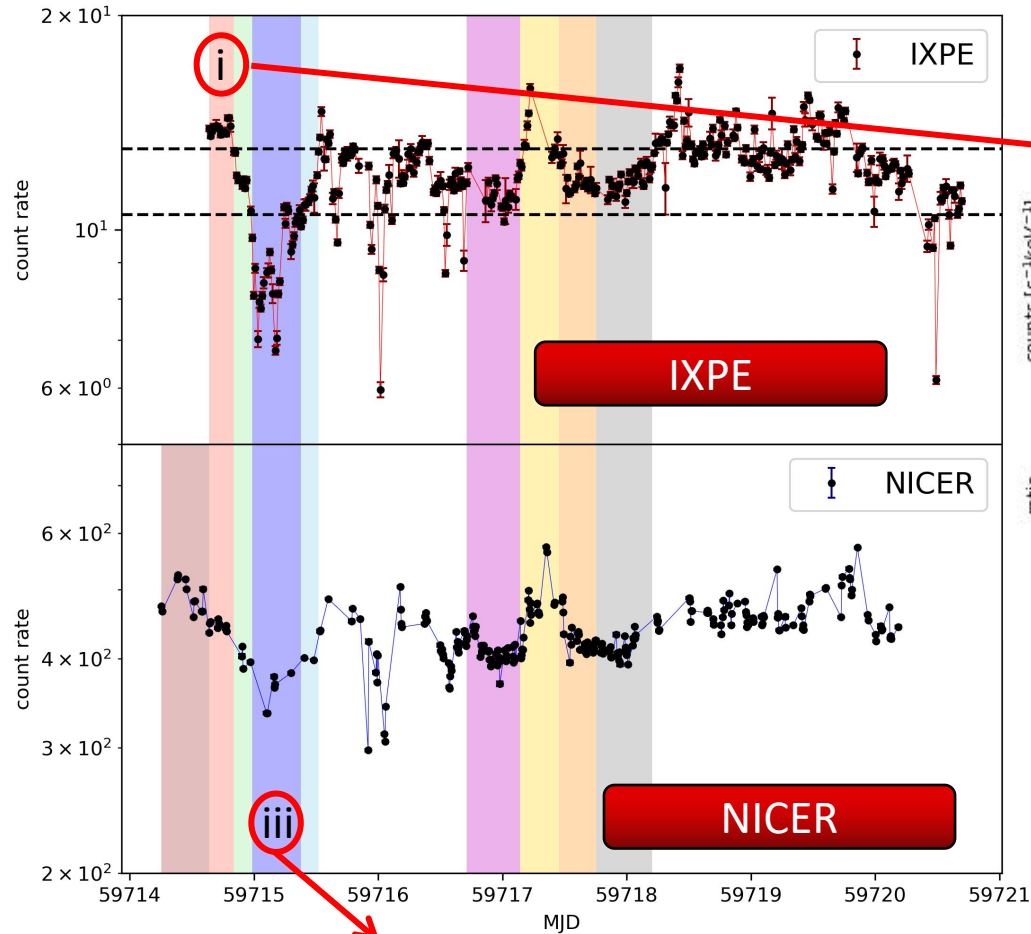 2 × 10¹
i
IXPE
count rate
10¹
6 × 10⁰
IXPE
NICER
6 × 10²
count rate
4 × 10²
3 × 10²
iii
NICER
2 × 10²
59714 59715 59716 59717 59718 59719 59720 59721
MJD